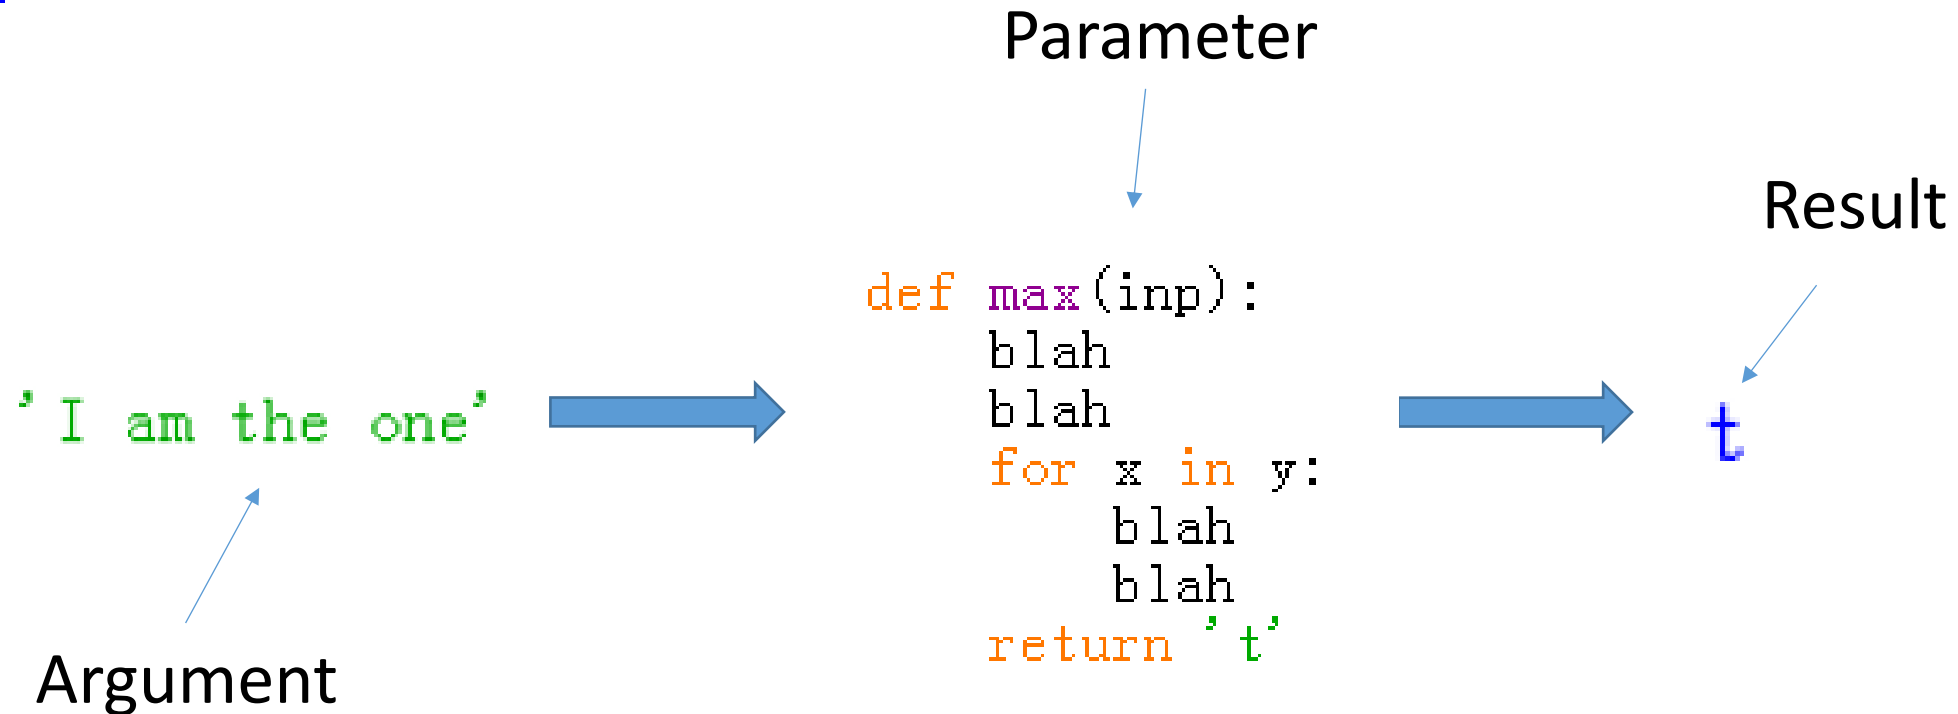 Parameter
Result
def max(inp):
    blah
    blah
'I am the one'
t
    for x in y:
        blah
        blah
    return 't'
Argument